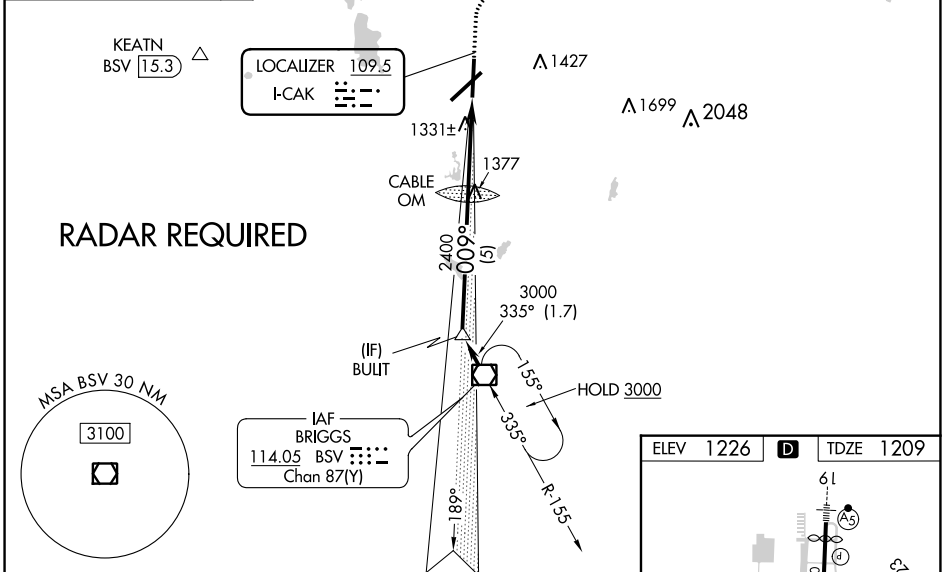 KEATN
BSV 15.3
LOCALIZER 109.5
I-CAK
1427
1699
2048
1331±
1377
CABLE
OM
RADAR REQUIRED
2400
009°
(5)
3000
335° (1.7)
(IF)
BULIT
155°
HOLD 3000
335°
R-155
MSA BSV 30 NM
3100
IAF
BRIGGS
114.05 BSV
Chan 87(Y)
189°
ELEV 1226 D TDZE 1209
19
A5
P
23